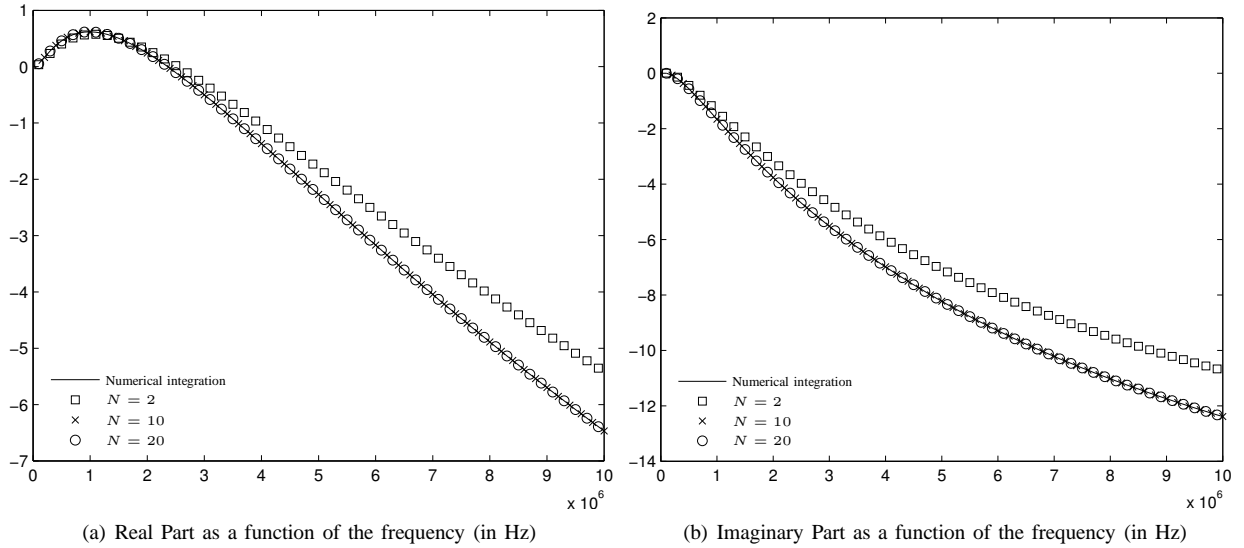 1
0
−1
−2
−3
−4
−5
−6
−7
0 1 2 3 4 5 6 7 8 9 10
x 10^6
Numerical integration
N = 2
N = 10
N = 20
(a) Real Part as a function of the frequency (in Hz)
2
0
−2
−4
−6
−8
−10
−12
−14
0 1 2 3 4 5 6 7 8 9 10
x 10^6
Numerical integration
N = 2
N = 10
N = 20
(b) Imaginary Part as a function of the frequency (in Hz)